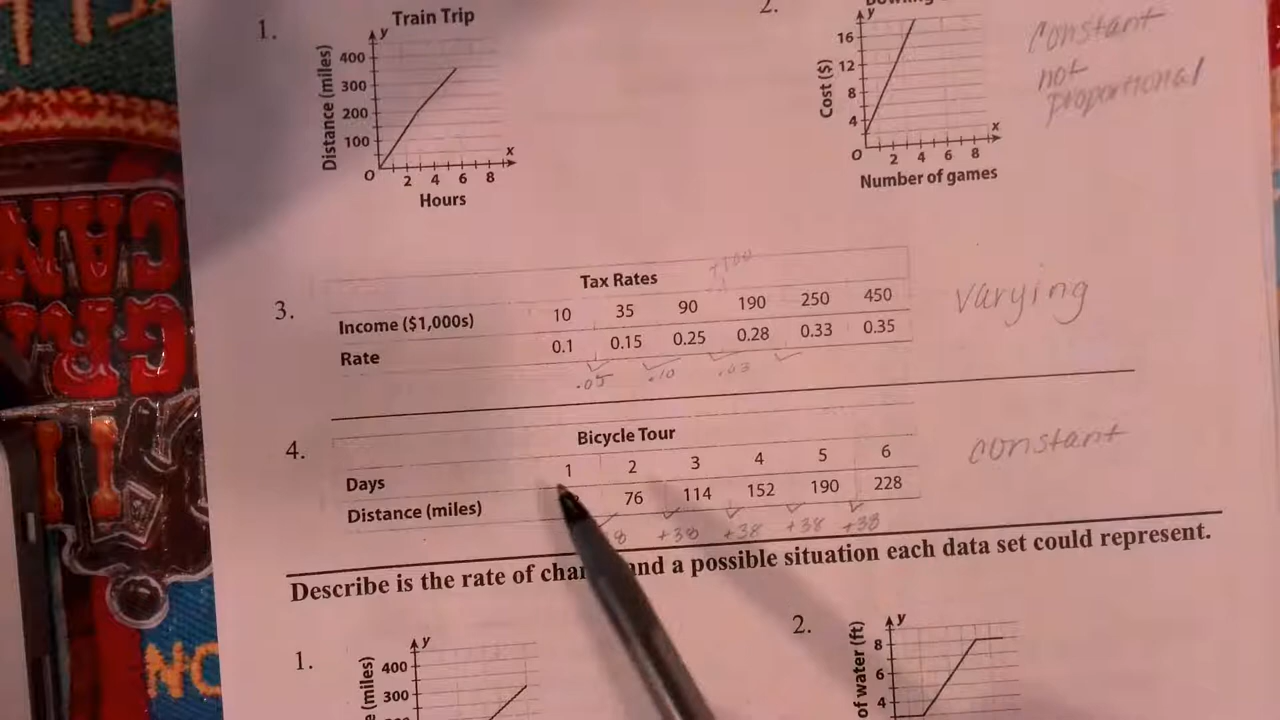 1.
Train Trip
y
Distance (miles)
400
300
200
100
O
2 4 6 8
x
Hours
2.
y
Cost ($)
16
12
8
4
O
2 4 6 8
x
Number of games
constant
not
proportional
3.
Tax Rates
+100
Income ($1,000s) 10 35 90 190 250 450
Rate 0.1 0.15 0.25 0.28 0.33 0.35
.05 .10 .03
varying
4.
Bicycle Tour
Days 1 2 3 4 5 6
Distance (miles) 76 114 152 190 228
8 +38 +38 +38 +38
constant
Describe is the rate of and a possible situation each data set could represent.
1.
y
(miles)
400
300
2.
y
of water (ft)
8
6
4